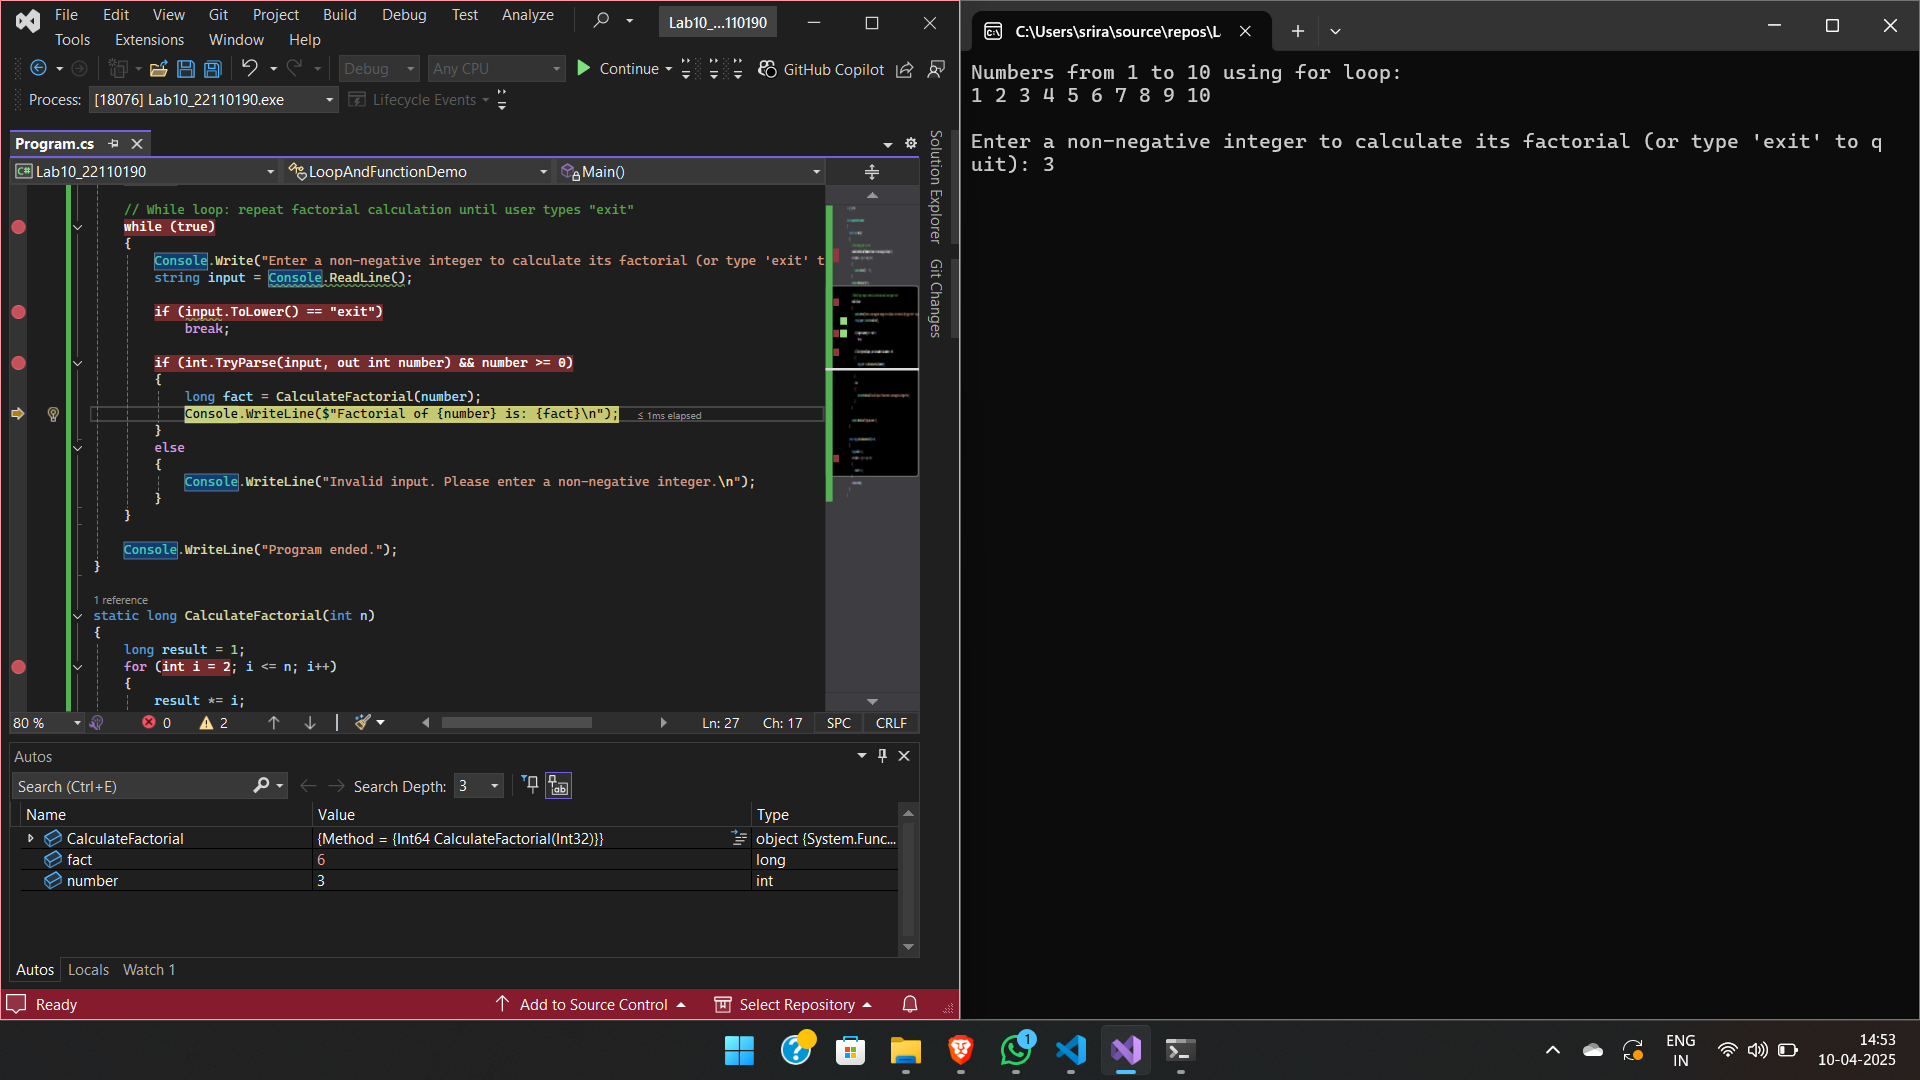 File Edit View Git Project Build Debug Test Analyze
Lab10_...110190
Tools Extensions Window Help
Debug Any CPU Continue GitHub Copilot
Process: [18076] Lab10_22110190.exe Lifecycle Events
Program.cs
Lab10_22110190 LoopAndFunctionDemo Main()
// While loop: repeat factorial calculation until user types "exit"
while (true)
{
Console.Write("Enter a non-negative integer to calculate its factorial (or type 'exit' t
string input = Console.ReadLine();
if (input.ToLower() == "exit")
break;
if (int.TryParse(input, out int number) && number >= 0)
{
long fact = CalculateFactorial(number);
Console.WriteLine($"Factorial of {number} is: {fact}\n"); ≤ 1ms elapsed
}
else
{
Console.WriteLine("Invalid input. Please enter a non-negative integer.\n");
}
}
Console.WriteLine("Program ended.");
}
1 reference
static long CalculateFactorial(int n)
{
long result = 1;
for (int i = 2; i <= n; i++)
{
result *= i;
80 % 0 2 Ln: 27 Ch: 17 SPC CRLF
Solution Explorer
Git Changes
Autos
Search (Ctrl+E) Search Depth: 3
Name Value Type
CalculateFactorial {Method = {Int64 CalculateFactorial(Int32)}} object {System.Func...
fact 6 long
number 3 int
Autos Locals Watch 1
Ready Add to Source Control Select Repository
C:\Users\srira\source\repos\L
Numbers from 1 to 10 using for loop:
1 2 3 4 5 6 7 8 9 10
Enter a non-negative integer to calculate its factorial (or type 'exit' to q
uit): 3
1
ENG
IN
14:53
10-04-2025